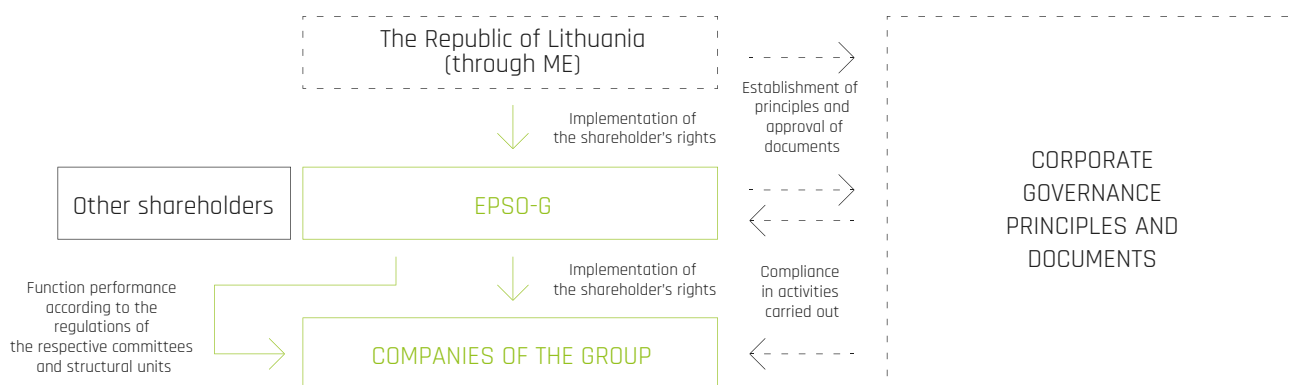 The Republic of Lithuania
(through ME)
Implementation of
the shareholder's rights
Establishment of
principles and
approval of
documents
Other shareholders
EPSO-G
CORPORATE
GOVERNANCE
PRINCIPLES AND
DOCUMENTS
Function performance
according to the
regulations of
the respective committees
and structural units
Implementation of
the shareholder's rights
Compliance
in activities
carried out
COMPANIES OF THE GROUP